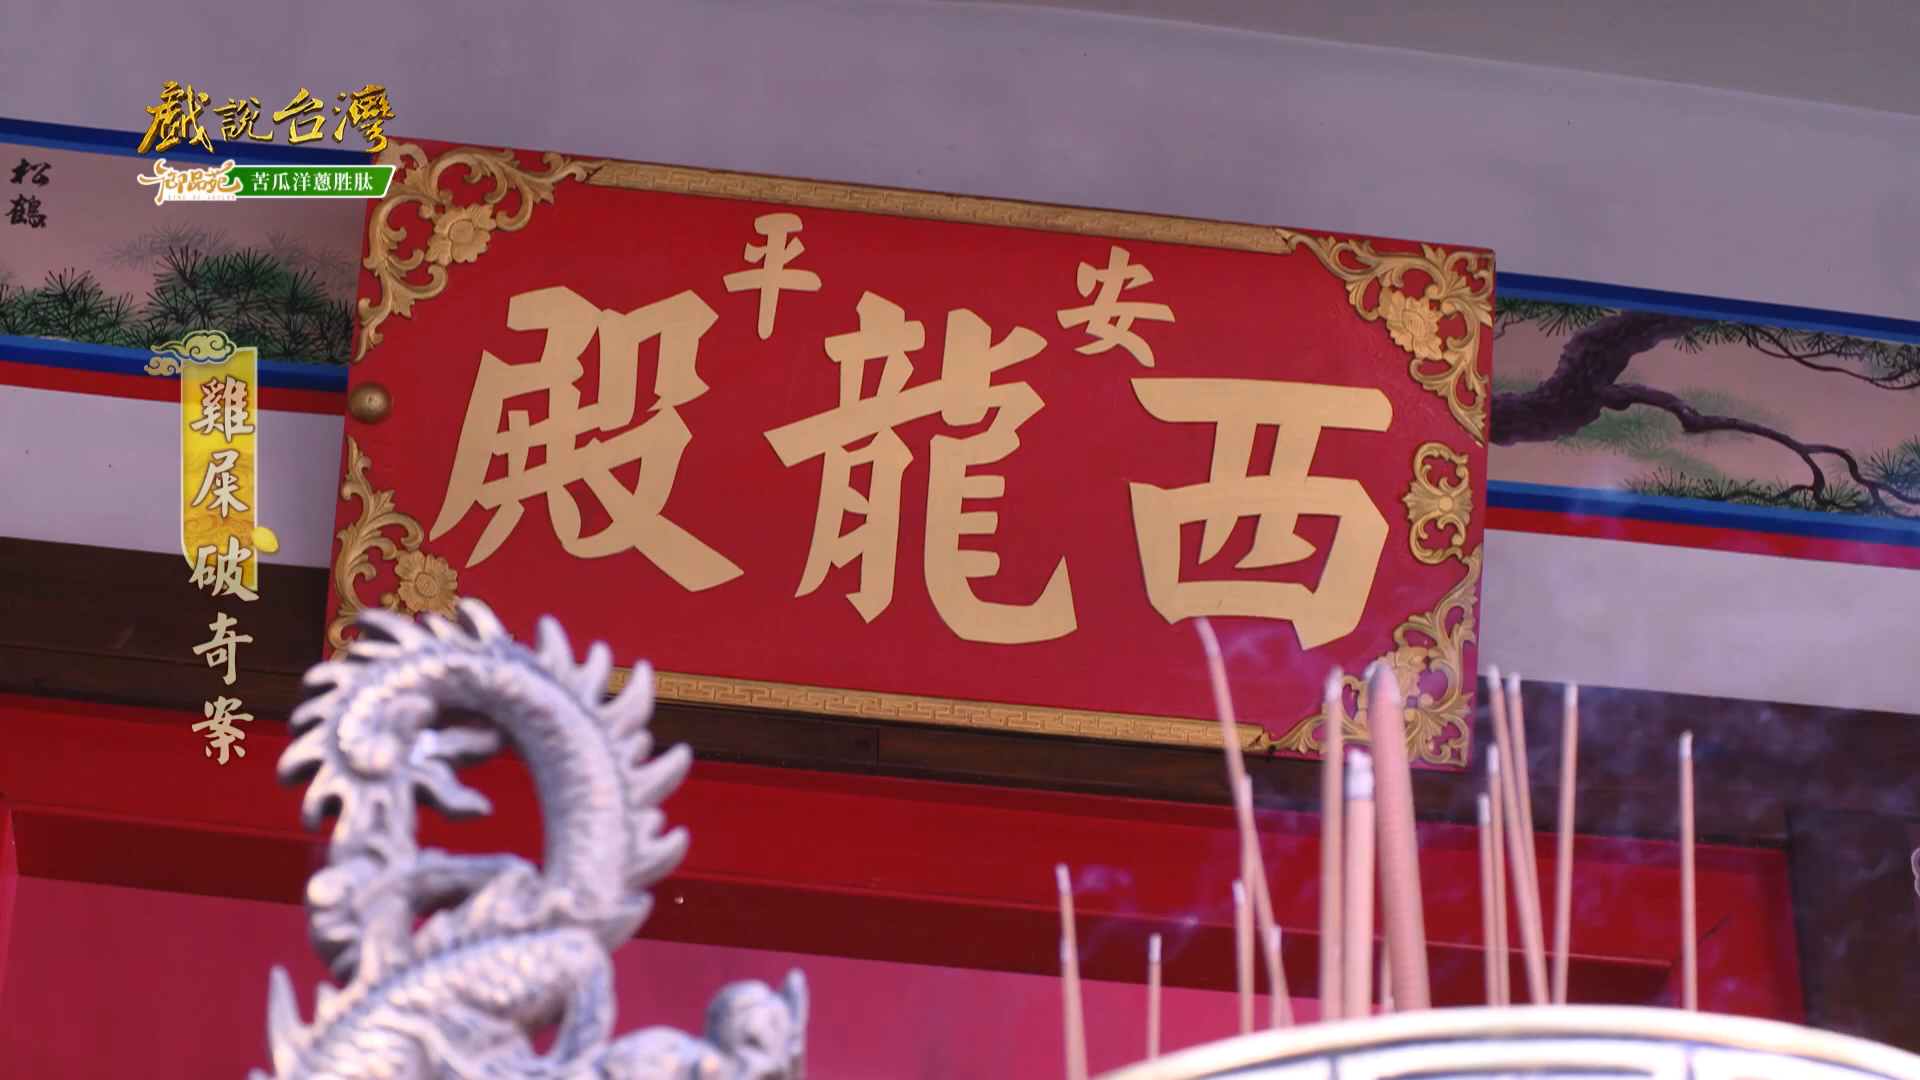 戲說台灣
御品苑 苦瓜洋蔥胜肽
松鶴
安平
西龍殿
雞屎破奇案